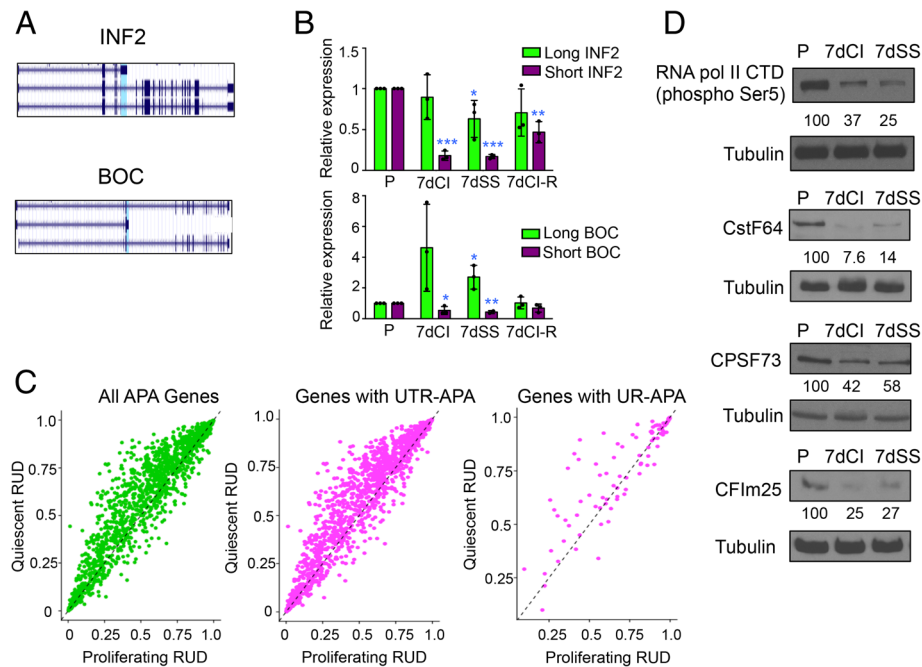 A
INF2
BOC
B
1.5
1
0.5
0
Relative expression
Long INF2
Short INF2
*
***
***
**
P 7dCI 7dSS 7dCI-R
8
6
4
2
0
Relative expression
Long BOC
Short BOC
*
*
**
P 7dCI 7dSS 7dCI-R
C
All APA Genes
Quiescent RUD
1.0
0.75
0.5
0.25
0
0 0.25 0.5 0.75 1.0
Proliferating RUD
Genes with UTR-APA
Quiescent RUD
1.0
0.75
0.5
0.25
0
0 0.25 0.5 0.75 1.0
Proliferating RUD
Genes with UR-APA
Quiescent RUD
1.0
0.75
0.5
0.25
0.25 0.5 0.75 1.0
Proliferating RUD
D
P 7dCI 7dSS
RNA pol II CTD
(phospho Ser5)
100 37 25
Tubulin
P 7dCI 7dSS
CstF64
100 7.6 14
Tubulin
P 7dCI 7dSS
CPSF73
100 42 58
Tubulin
P 7dCI 7dSS
CFIm25
100 25 27
Tubulin